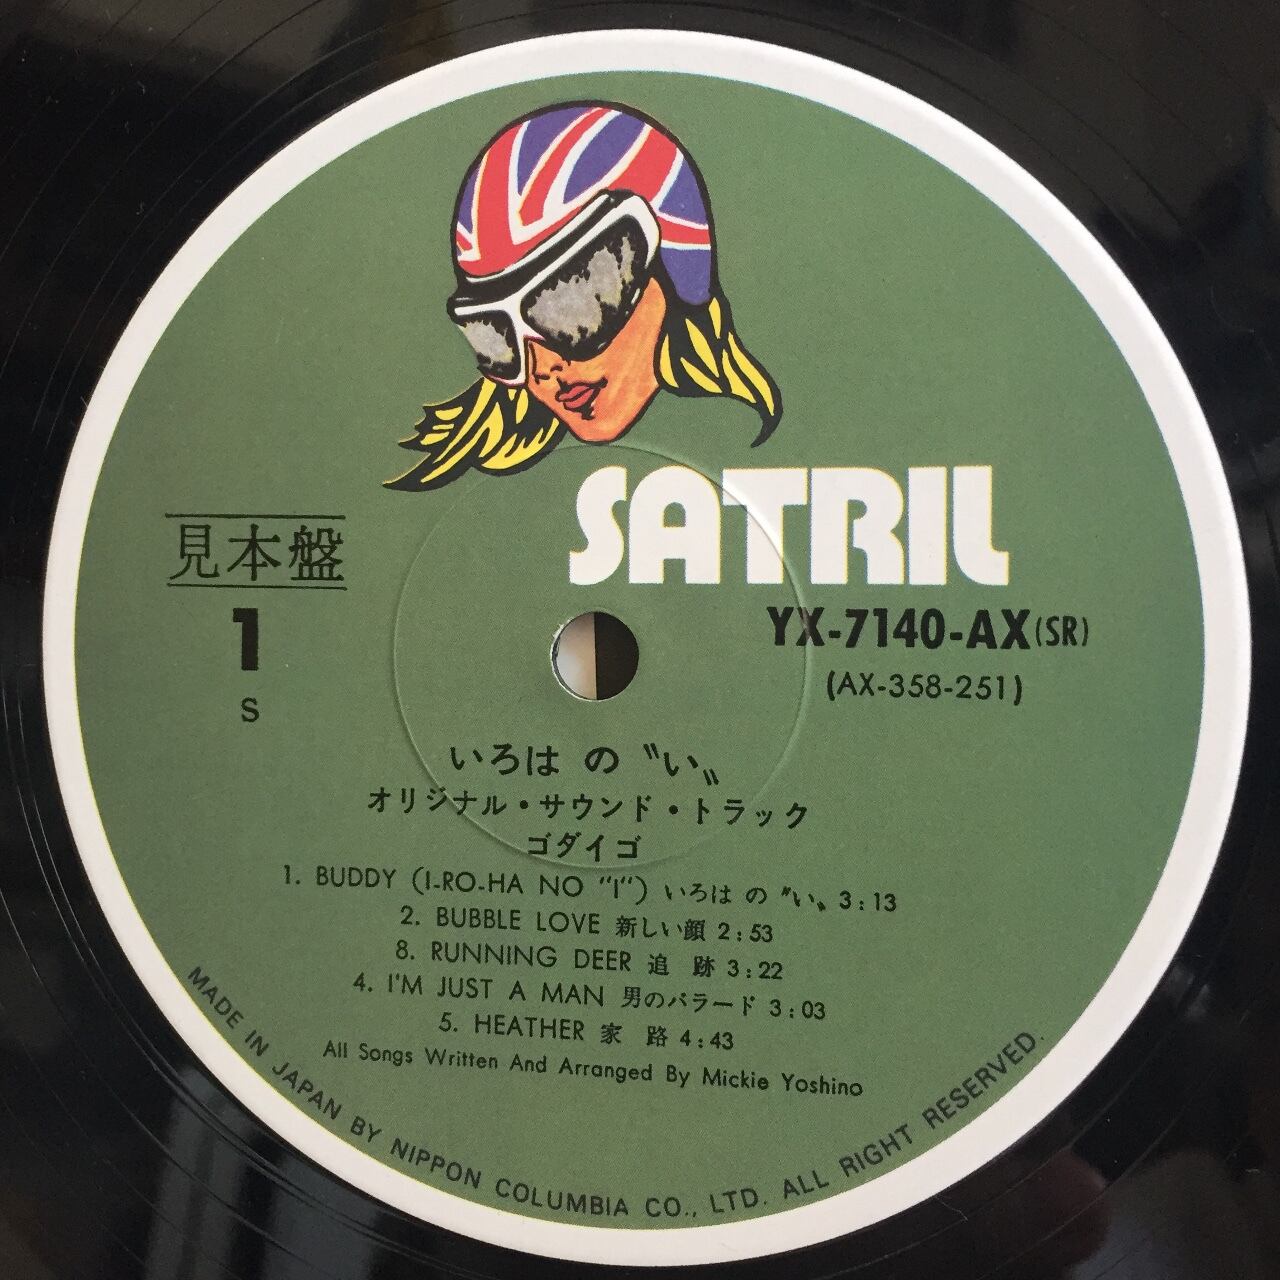 SATRIL
見本盤
1
S
YX-7140-AX(SR)
(AX-358-251)
いろは の〝い〟
オリジナル・サウンド・トラック
ゴダイゴ
1. BUDDY (I-RO-HA NO "I") いろは の〝い〟 3:13
2. BUBBLE LOVE 新しい顔 2:53
8. RUNNING DEER 追 跡 3:22
4. I'M JUST A MAN 男のバラード 3:03
5. HEATHER 家 路 4:43
All Songs Written And Arranged By Mickie Yoshino
MADE IN JAPAN BY NIPPON COLUMBIA CO., LTD. ALL RIGHT RESERVED.